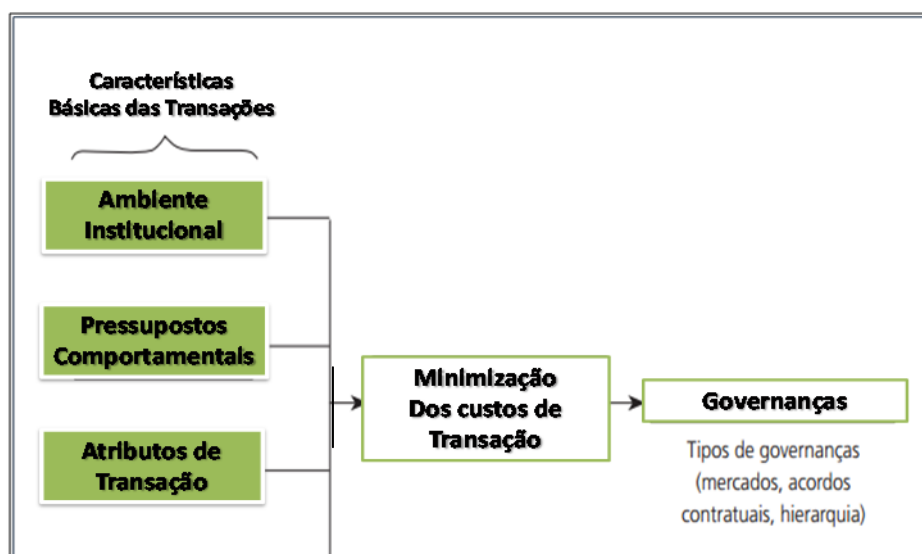 Características
Básicas das Transações
Ambiente
Institucional
Pressupostos
Comportamentais
Atributos de
Transação
Minimização
Dos custos de
Transação
Governanças
Tipos de governanças
(mercados, acordos
contratuais, hierarquia)